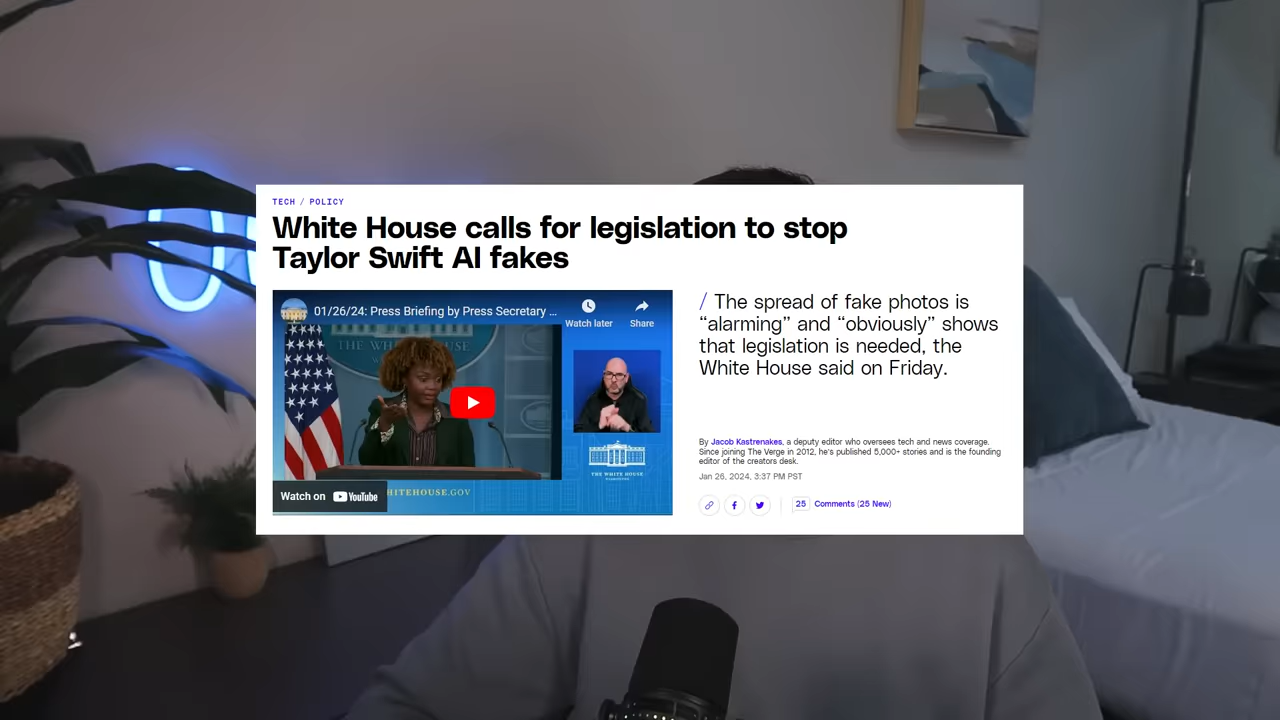 TECH / POLICY
White House calls for legislation to stop
Taylor Swift AI fakes
01/26/24: Press Briefing by Press Secretary ...
Watch later
Share
THE WHITE HOUSE
Watch on YouTube
HITEHOUSE.GOV
/ The spread of fake photos is
“alarming” and “obviously” shows
that legislation is needed, the
White House said on Friday.
By Jacob Kastrenakes, a deputy editor who oversees tech and news coverage.
Since joining The Verge in 2012, he's published 5,000+ stories and is the founding
editor of the creators desk.
Jan 26, 2024, 3:37 PM PST
25 Comments (25 New)